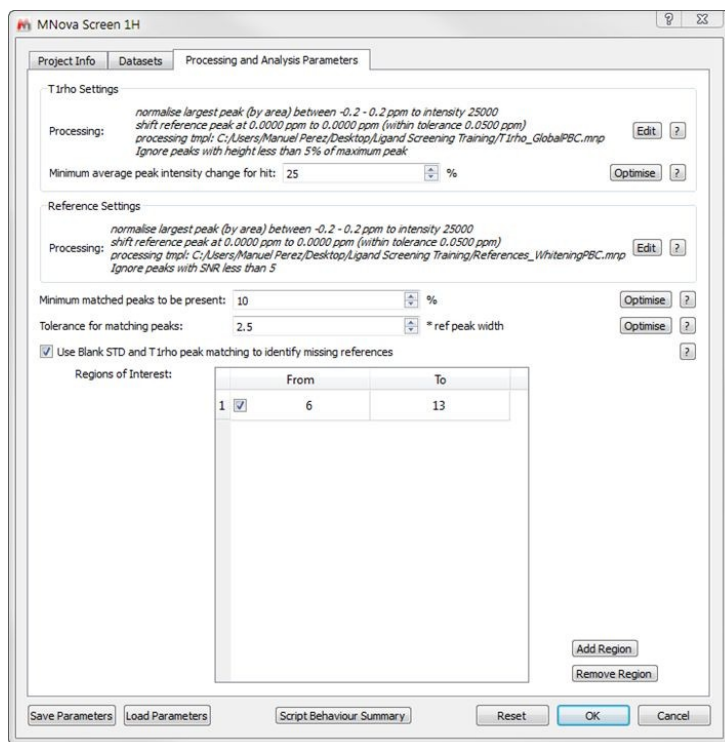 MNova Screen 1H
Project Info Datasets Processing and Analysis Parameters
T1rho Settings
normalise largest peak (by area) between -0.2 - 0.2 ppm to intensity 25000
shift reference peak at 0.0000 ppm to 0.0000 ppm (within tolerance 0.0500 ppm)
Processing: processing tmpl: C:/Users/Manuel Perez/Desktop/Ligand Screening Training/T1rho_GlobalPBC.mnp Edit ?
Ignore peaks with height less than 5% of maximum peak
Minimum average peak intensity change for hit: 25 % Optimise ?
Reference Settings
normalise largest peak (by area) between -0.2 - 0.2 ppm to intensity 25000
shift reference peak at 0.0000 ppm to 0.0000 ppm (within tolerance 0.0500 ppm)
Processing: processing tmpl: C:/Users/Manuel Perez/Desktop/Ligand Screening Training/References_WhiteningPBC.mnp Edit ?
Ignore peaks with SNR less than 5
Minimum matched peaks to be present: 10 % Optimise ?
Tolerance for matching peaks: 2.5 * ref peak width Optimise ?
Use Blank STD and T1rho peak matching to identify missing references ?
Regions of Interest:
From To
1 6 13
Add Region
Remove Region
Save Parameters Load Parameters Script Behaviour Summary Reset OK Cancel